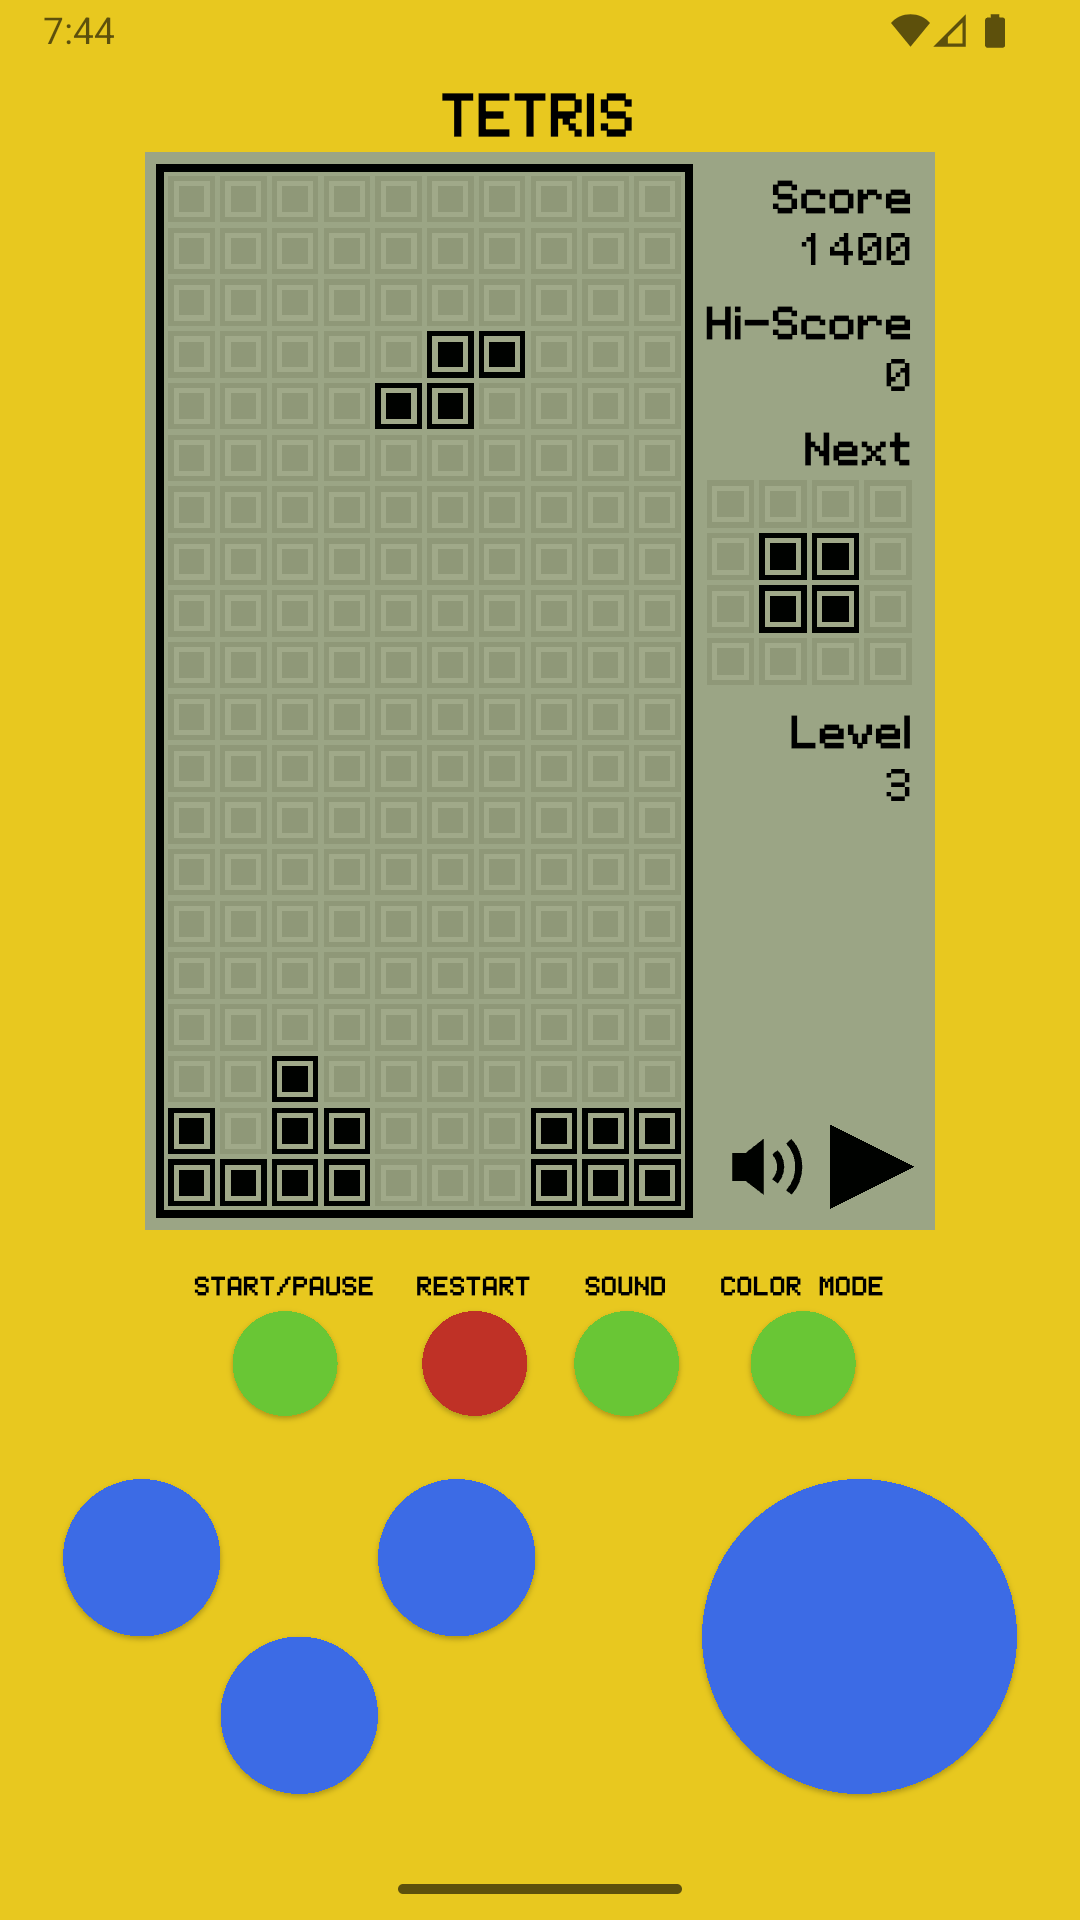 7:44
TETRIS
Score
1400
Hi-Score
0
Next
Level
3
START/PAUSE RESTART SOUND COLOR MODE